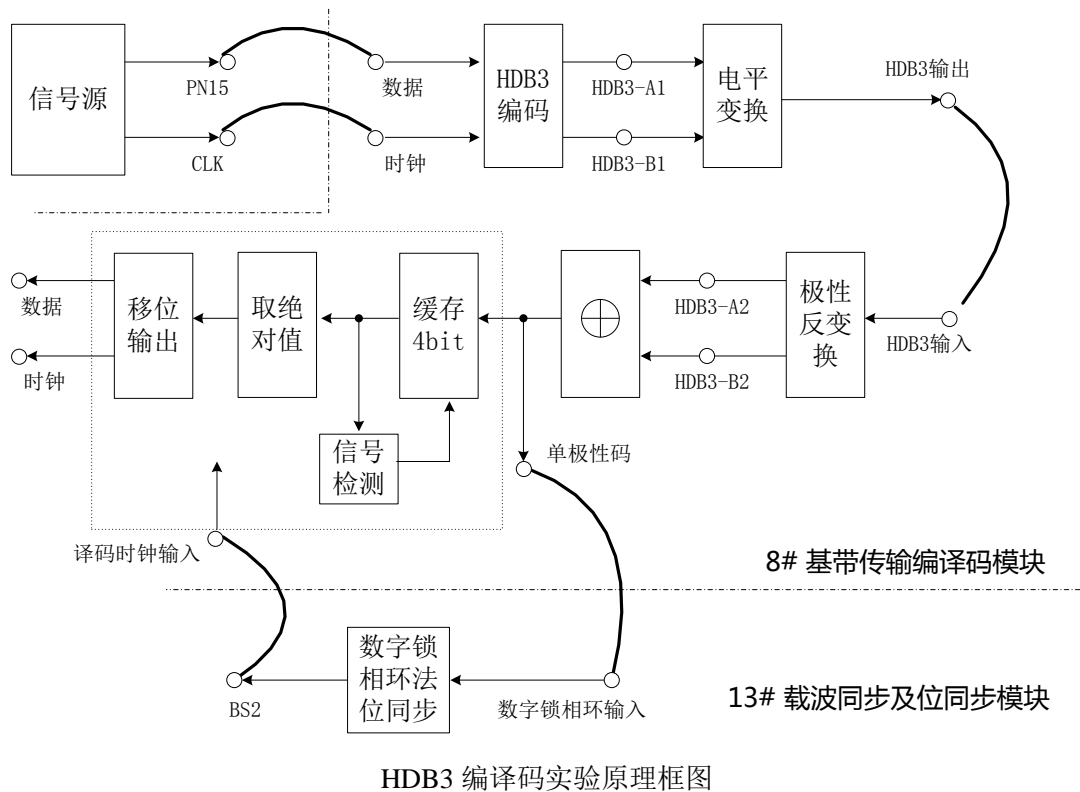 信号源
PN15
CLK
数据
时钟
HDB3
编码
HDB3-A1
HDB3-B1
电平
变换
HDB3输出
数据
时钟
移位
输出
取绝
对值
缓存
4bit
信号
检测
HDB3-A2
HDB3-B2
极性
反变
换
HDB3输入
单极性码
译码时钟输入
8# 基带传输编译码模块
BS2
数字锁
相环法
位同步
数字锁相环输入
13# 载波同步及位同步模块
HDB3 编译码实验原理框图